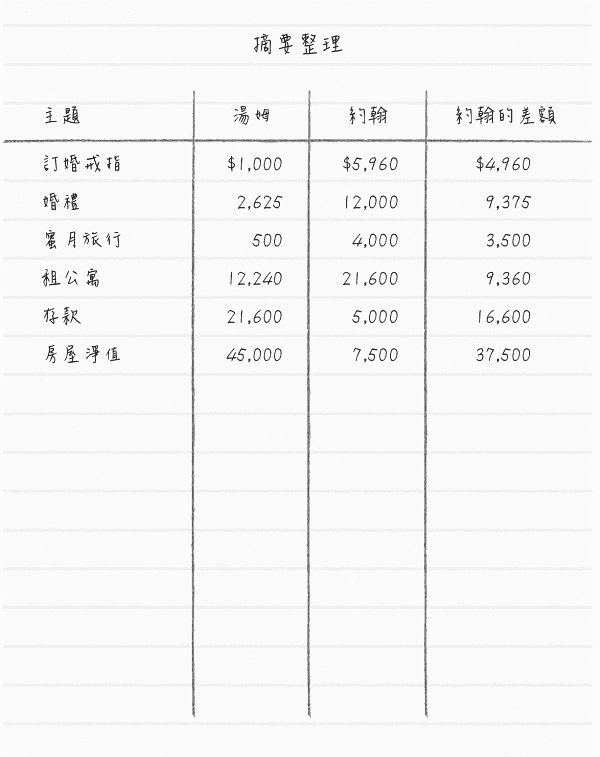 摘要整理
主題 湯姆 約翰 約翰的差額
訂婚戒指 $1,000 $5,960 $4,960
婚禮 2,625 12,000 9,375
蜜月旅行 500 4,000 3,500
租公寓 12,240 21,600 9,360
存款 21,600 5,000 16,600
房屋淨值 45,000 7,500 37,500